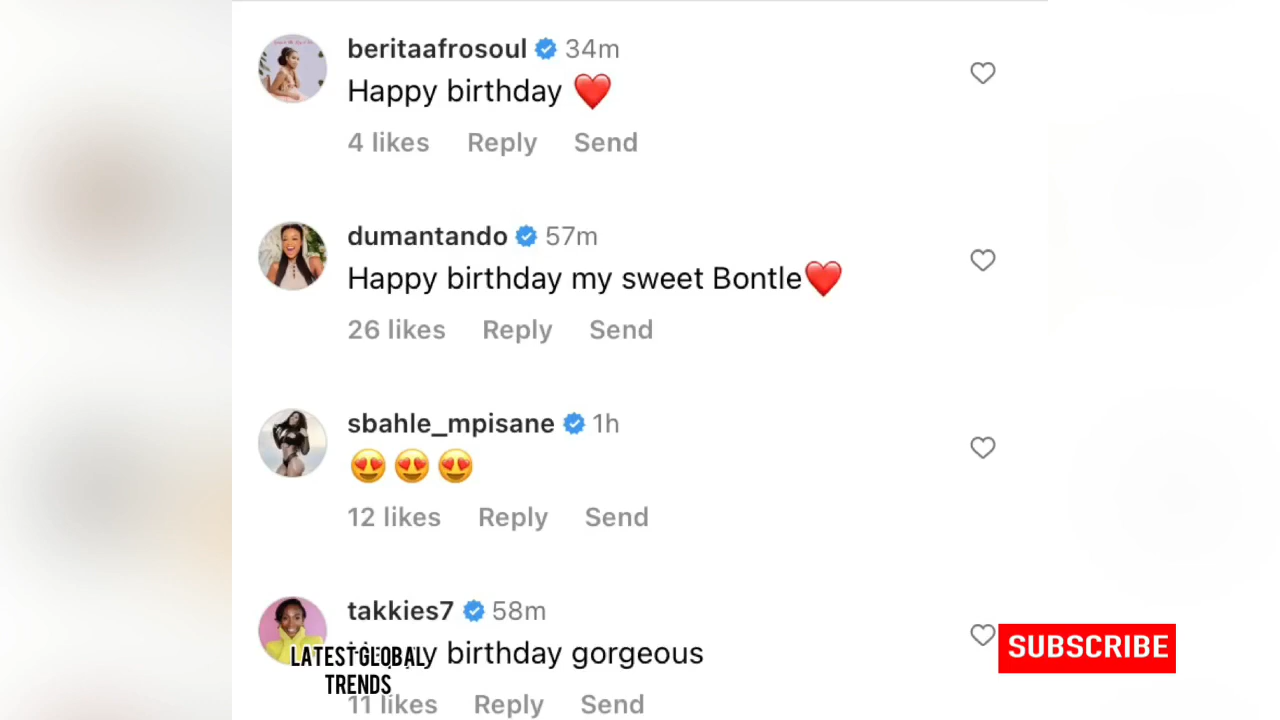 beritaafrosoul 34m
Happy birthday ❤️
4 likes Reply Send
dumantando 57m
Happy birthday my sweet Bontle❤️
26 likes Reply Send
sbahle_mpisane 1h
😍😍😍
12 likes Reply Send
takkies7 58m
birthday gorgeous
LATEST GLOBAL
TRENDS
11 likes Reply Send
SUBSCRIBE